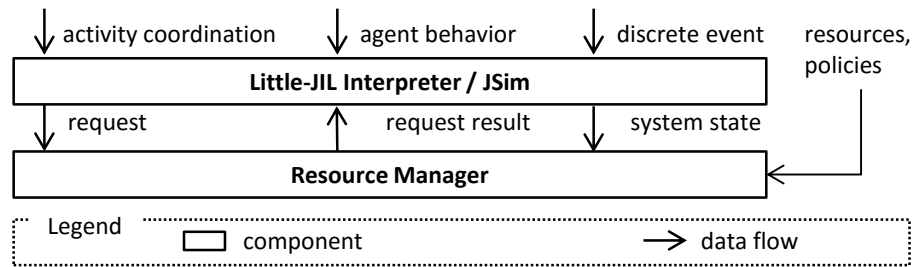 activity coordination agent behavior discrete event resources,
policies
Little-JIL Interpreter / JSim
request request result system state
Resource Manager
Legend
component data flow